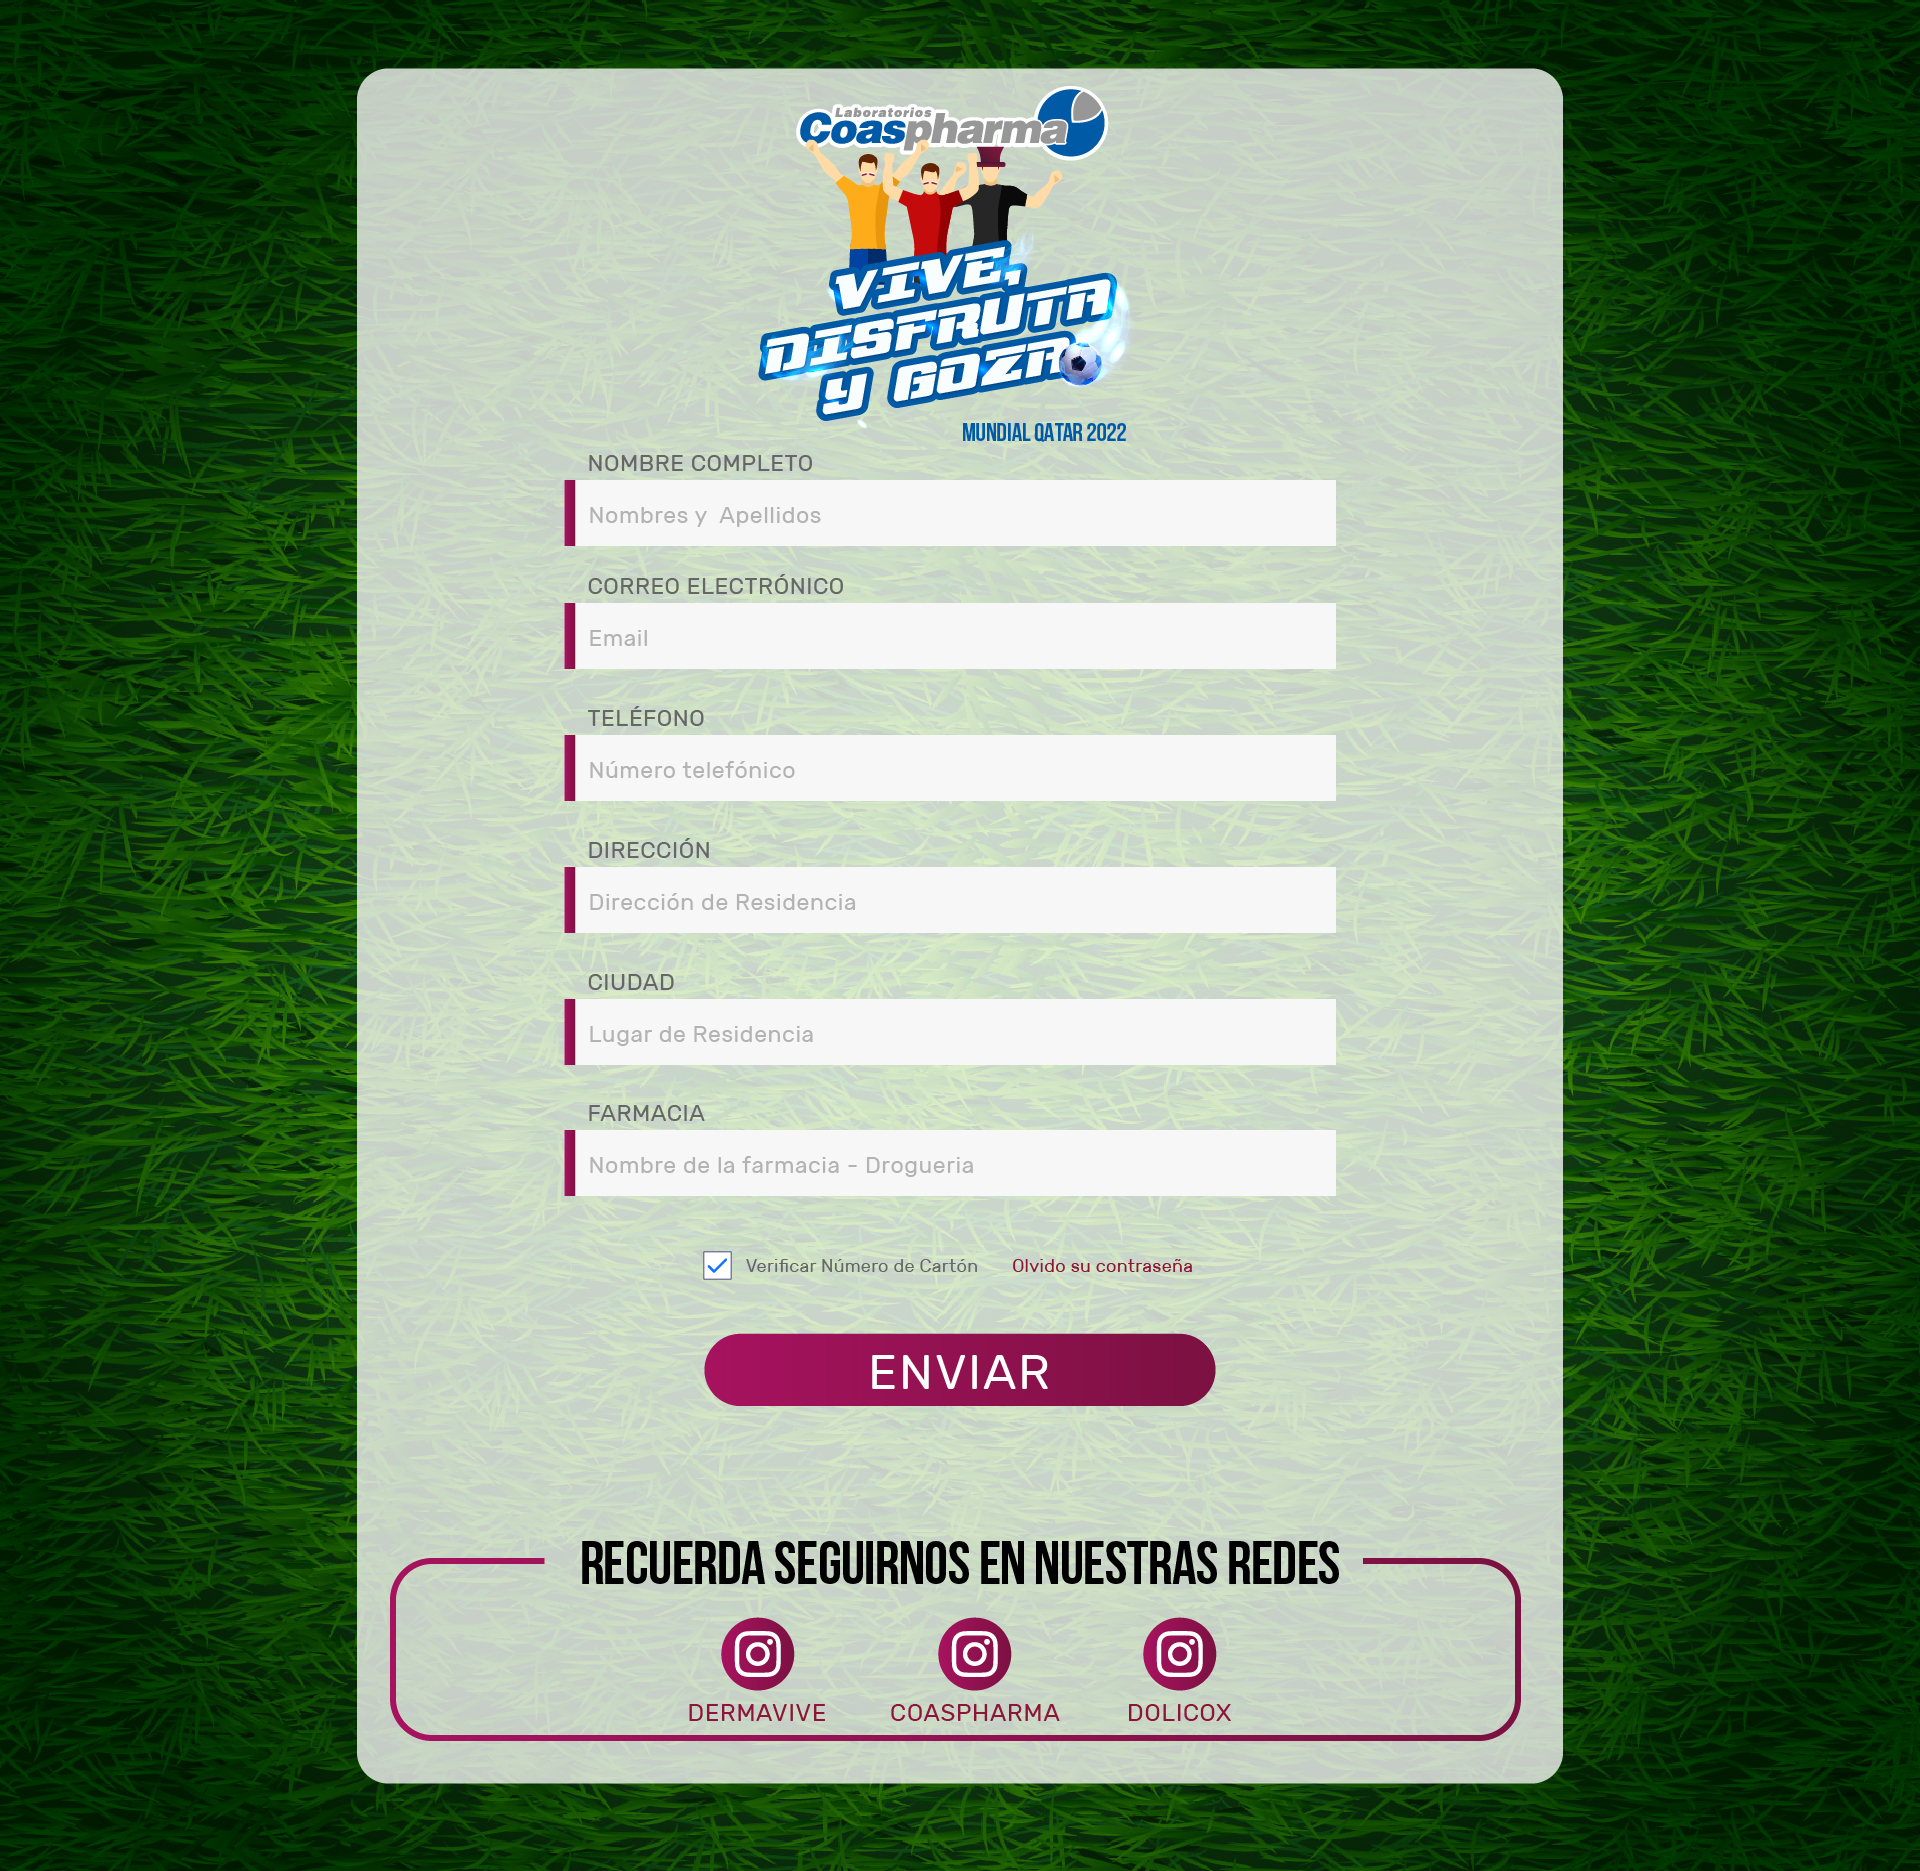 Laboratorios
Coaspharma
VIVE,
DISFRUTA
Y GOZA
MUNDIAL QATAR 2022
NOMBRE COMPLETO
Nombres y  Apellidos
CORREO ELECTRÓNICO
Email
TELÉFONO
Número telefónico
DIRECCIÓN
Dirección de Residencia
CIUDAD
Lugar de Residencia
FARMACIA
Nombre de la farmacia - Drogueria
Verificar Número de Cartón Olvido su contraseña
ENVIAR
RECUERDA SEGUIRNOS EN NUESTRAS REDES
DERMAVIVE COASPHARMA DOLICOX